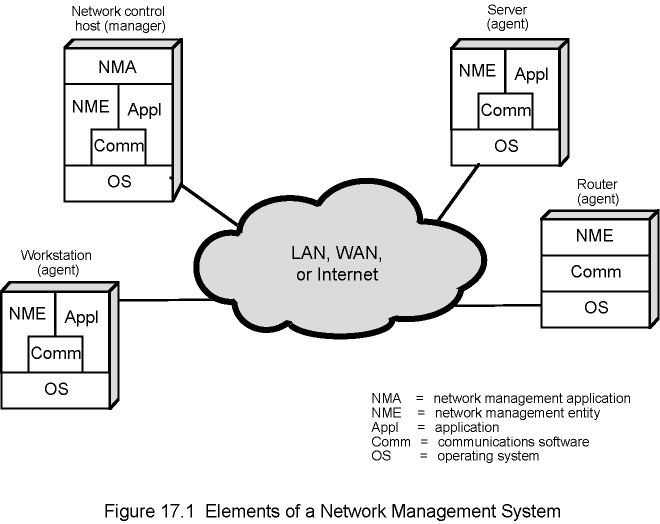 Network control
host (manager)
NMA
NME
Appl
Comm
OS
Server
(agent)
NME
Appl
Comm
OS
Router
(agent)
NME
Comm
OS
LAN, WAN,
or Internet
Workstation
(agent)
NME
Appl
Comm
OS
NMA = network management application
NME = network management entity
Appl = application
Comm = communications software
OS = operating system
Figure 17.1 Elements of a Network Management System